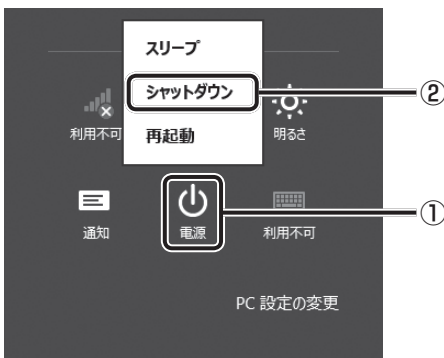 スリープ
シャットダウン
②
再起動
利用不可
明るさ
①
通知
電源
利用不可
PC 設定の変更